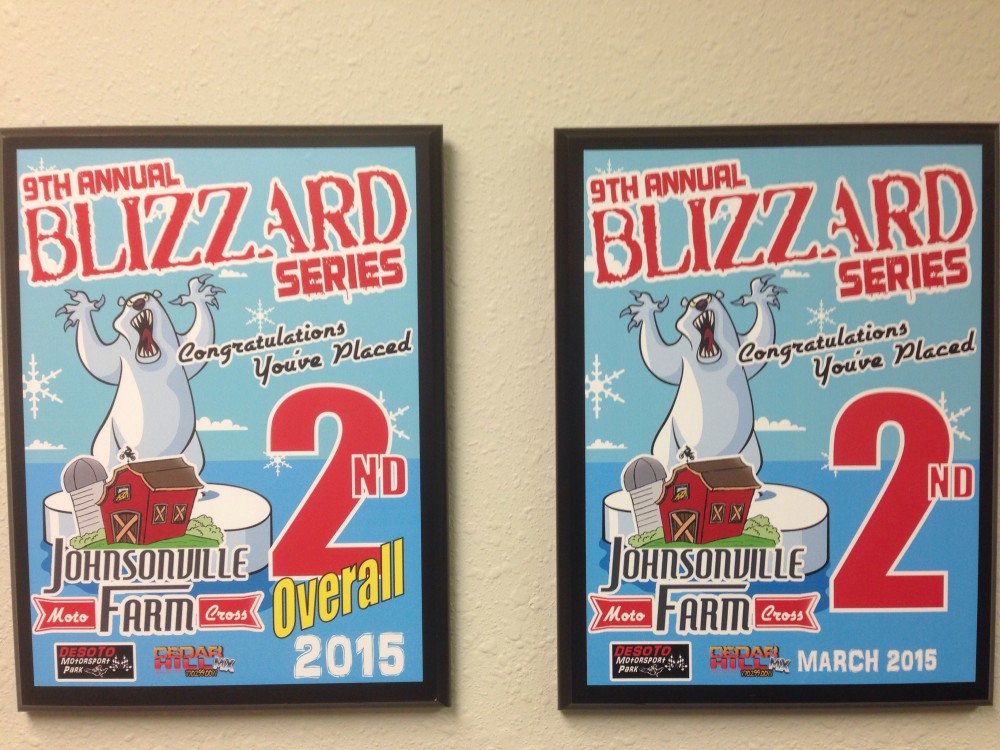 9TH ANNUAL
BLIZZARD
SERIES
Congratulations
You've Placed
2ND
Overall
2015
JOHNSONVILLE
Moto FARM Cross
DESOTO
MOTORSPORT
PARK
CEDAR
HILL MX
9TH ANNUAL
BLIZZARD
SERIES
Congratulations
You've Placed
2ND
JOHNSONVILLE
Moto FARM Cross
DESOTO
MOTORSPORT
PARK
CEDAR
HILL MX
MARCH 2015